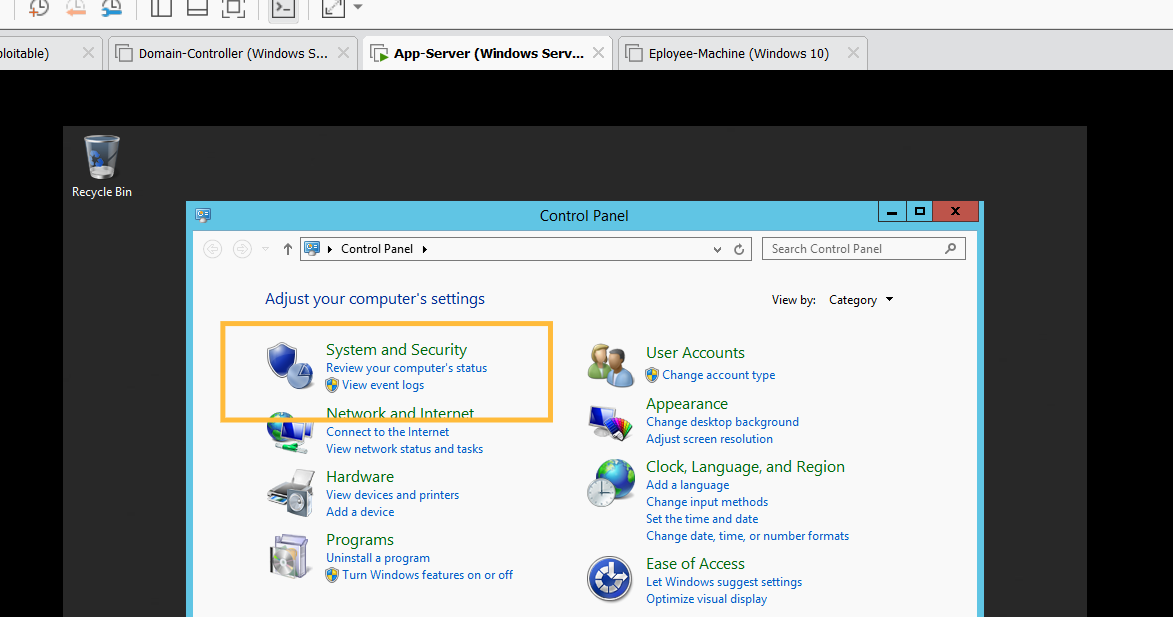 ploitable)
Domain-Controller (Windows S...
App-Server (Windows Serv...
Eployee-Machine (Windows 10)
Recycle Bin
Control Panel
Control Panel
Search Control Panel
Adjust your computer's settings
View by: Category
System and Security
Review your computer's status
View event logs
Network and Internet
Connect to the Internet
View network status and tasks
Hardware
View devices and printers
Add a device
Programs
Uninstall a program
Turn Windows features on or off
User Accounts
Change account type
Appearance
Change desktop background
Adjust screen resolution
Clock, Language, and Region
Add a language
Change input methods
Set the time and date
Change date, time, or number formats
Ease of Access
Let Windows suggest settings
Optimize visual display